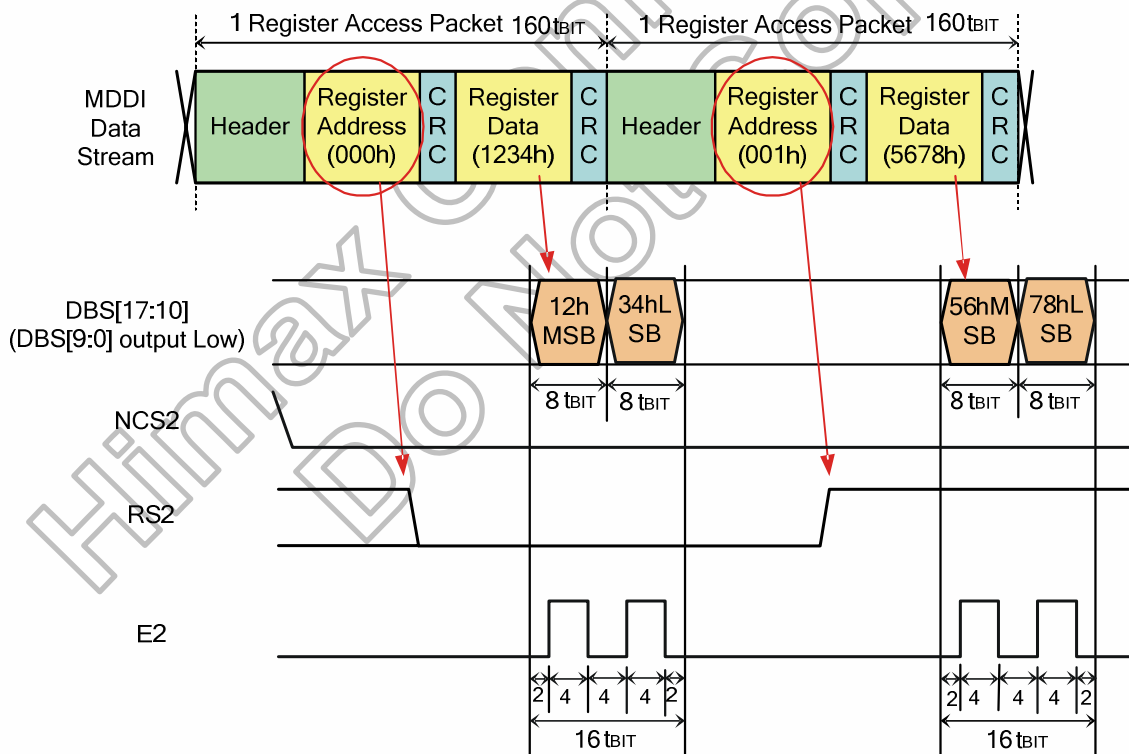 1 Register Access Packet 160tBIT
1 Register Access Packet 160tBIT
MDDI
Data
Stream
Header
Register
Address
(000h)
C
R
C
Register
Data
(1234h)
C
R
C
Header
Register
Address
(001h)
C
R
C
Register
Data
(5678h)
C
R
C
DBS[17:10]
(DBS[9:0] output Low)
12h
MSB
34hL
SB
56hM
SB
78hL
SB
8 tBIT
8 tBIT
8 tBIT
8 tBIT
NCS2
RS2
E2
2
4
4
4
2
2
4
4
4
2
16 tBIT
16 tBIT
Himax
Do Not